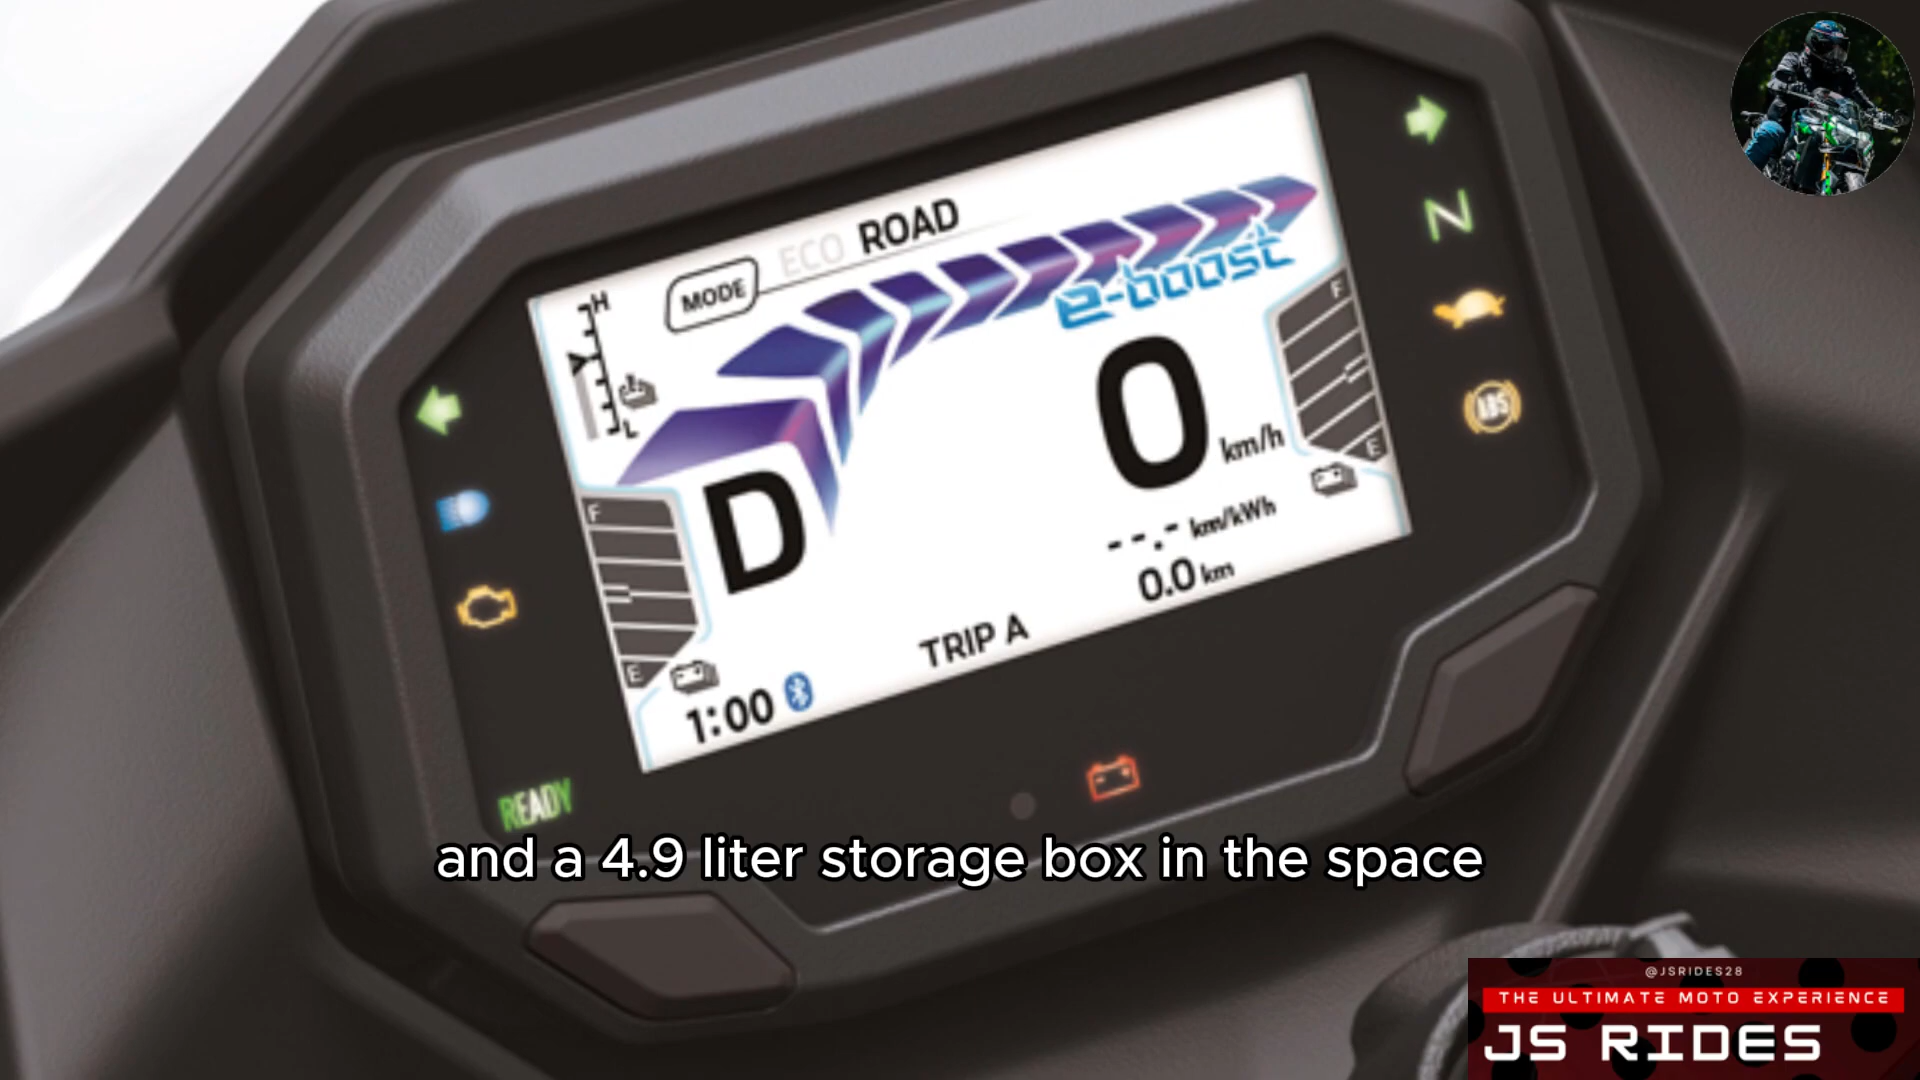 ECO ROAD
MODE
e-boost
H
L
F
E
D
0 km/h
--.- km/kWh
0.0 km
F
E
TRIP A
1:00
N
ABS
READY
and a 4.9 liter storage box in the space
@JSRIDES28
THE ULTIMATE MOTO EXPERIENCE
JS RIDES